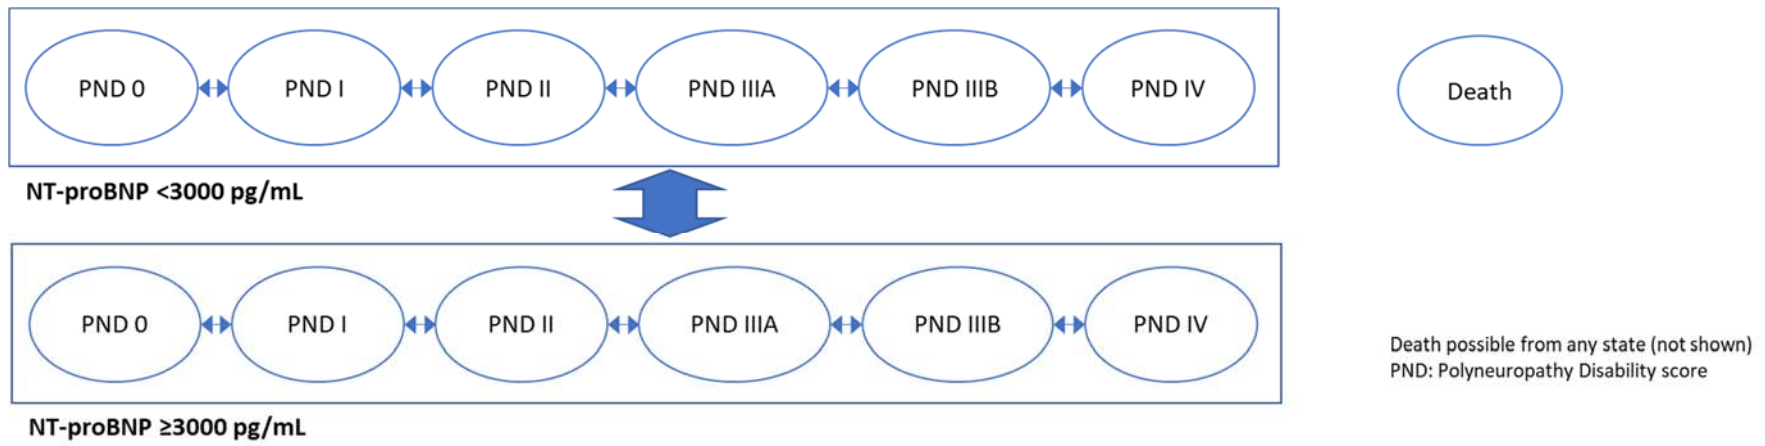 PND 0
PND I
PND II
PND IIIA
PND IIIB
PND IV
Death
NT-proBNP <3000 pg/mL
PND 0
PND I
PND II
PND IIIA
PND IIIB
PND IV
Death possible from any state (not shown)
PND: Polyneuropathy Disability score
NT-proBNP ≥3000 pg/mL